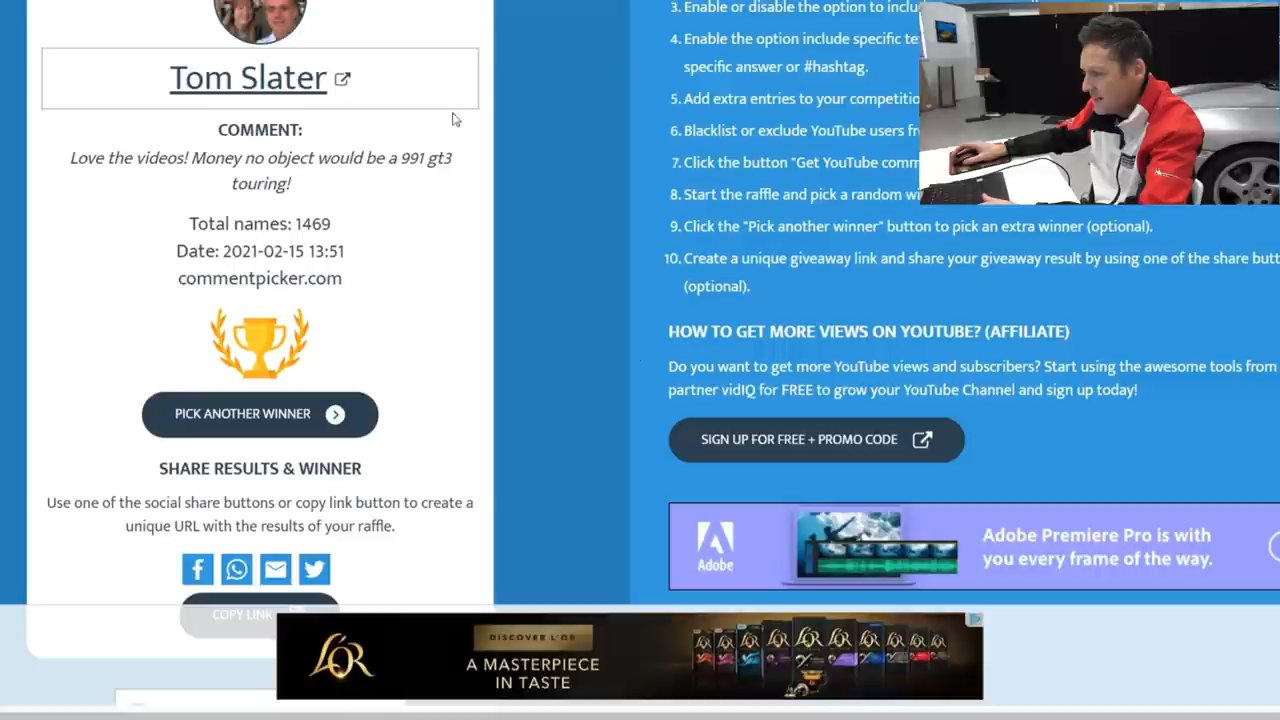 Tom Slater
COMMENT:
Love the videos! Money no object would be a 991 gt3
touring!
Total names: 1469
Date: 2021-02-15 13:51
commentpicker.com
PICK ANOTHER WINNER
SHARE RESULTS & WINNER
Use one of the social share buttons or copy link button to create a
unique URL with the results of your raffle.
COPY LINK
3. Enable or disable the option to inclu
4. Enable the option include specific te
specific answer or #hashtag.
5. Add extra entries to your competitio
6. Blacklist or exclude YouTube users fr
7. Click the button "Get YouTube comm
8. Start the raffle and pick a random wi
9. Click the "Pick another winner" button to pick an extra winner (optional).
10. Create a unique giveaway link and share your giveaway result by using one of the share butt
(optional).
HOW TO GET MORE VIEWS ON YOUTUBE? (AFFILIATE)
Do you want to get more YouTube views and subscribers? Start using the awesome tools from
partner vidIQ for FREE to grow your YouTube Channel and sign up today!
SIGN UP FOR FREE + PROMO CODE
Adobe
Adobe Premiere Pro is with
you every frame of the way.
L'OR
DISCOVER L'OR
A MASTERPIECE
IN TASTE